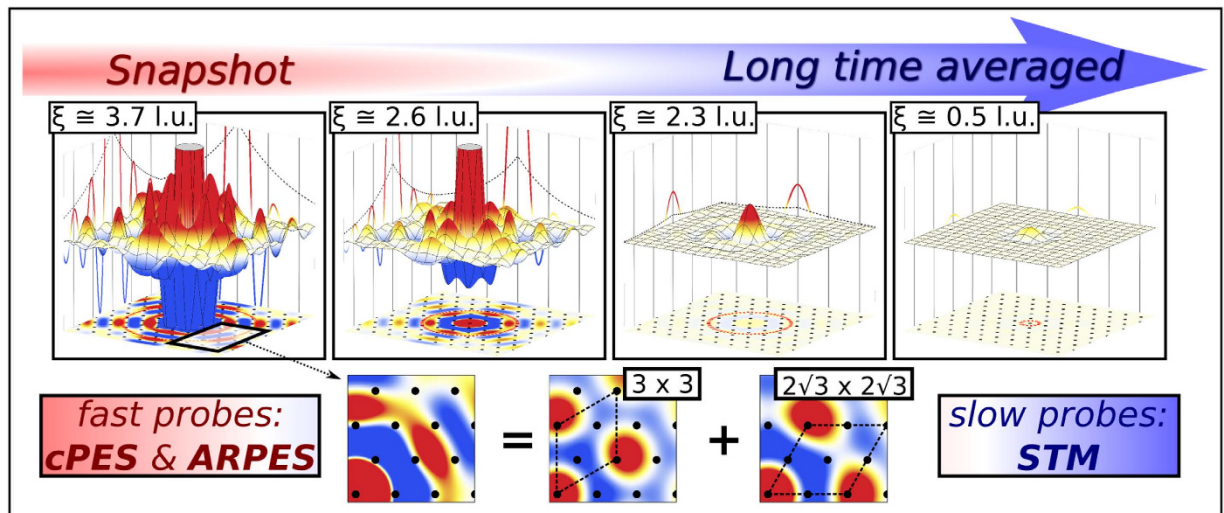 Snapshot
Long time averaged
ξ ≅ 3.7 l.u.
ξ ≅ 2.6 l.u.
ξ ≅ 2.3 l.u.
ξ ≅ 0.5 l.u.
fast probes:
cPES & ARPES
=
3 x 3
+
2√3 x 2√3
slow probes:
STM